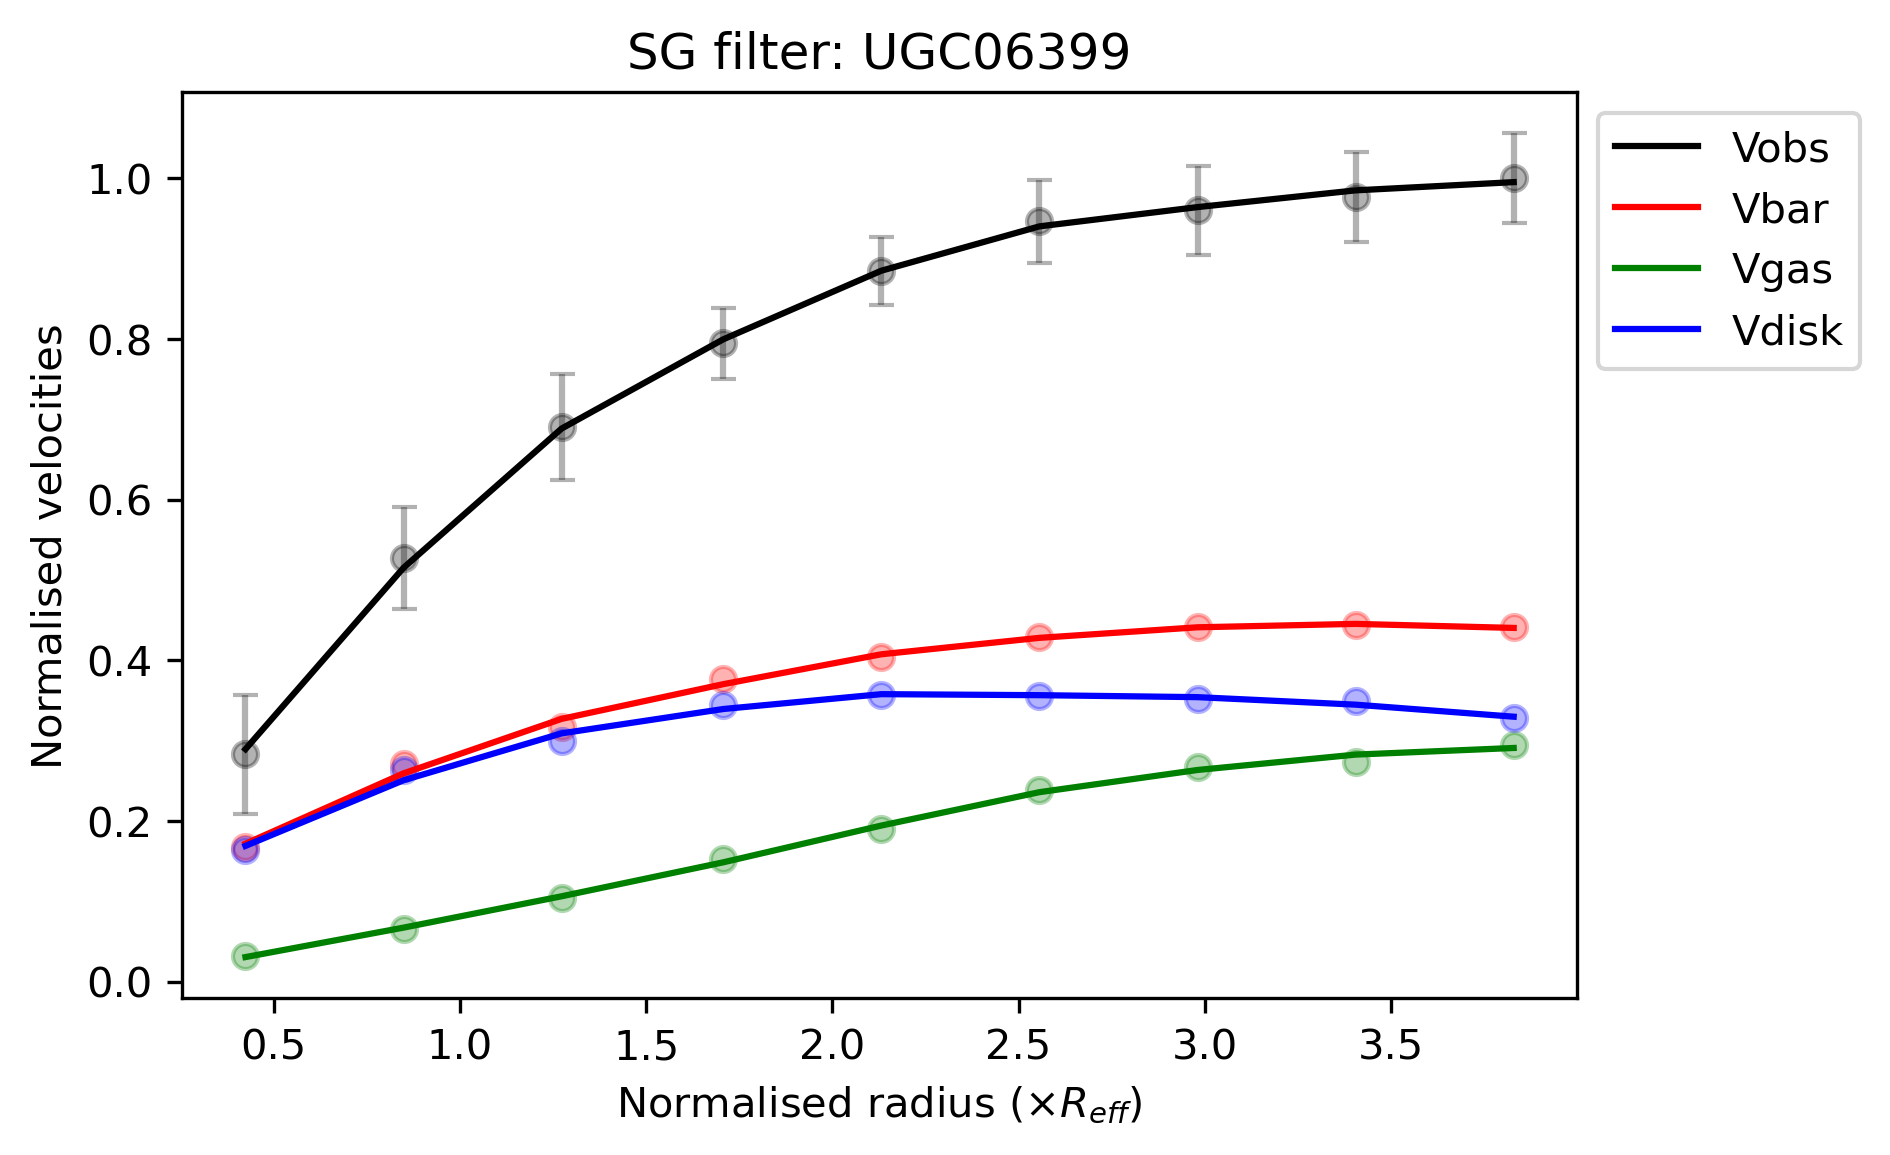 SG filter: UGC06399
Vobs
Vbar
Vgas
Vdisk
Normalised velocities
1.0
0.8
0.6
0.4
0.2
0.0
0.5 1.0 1.5 2.0 2.5 3.0 3.5
Normalised radius (×R_eff)